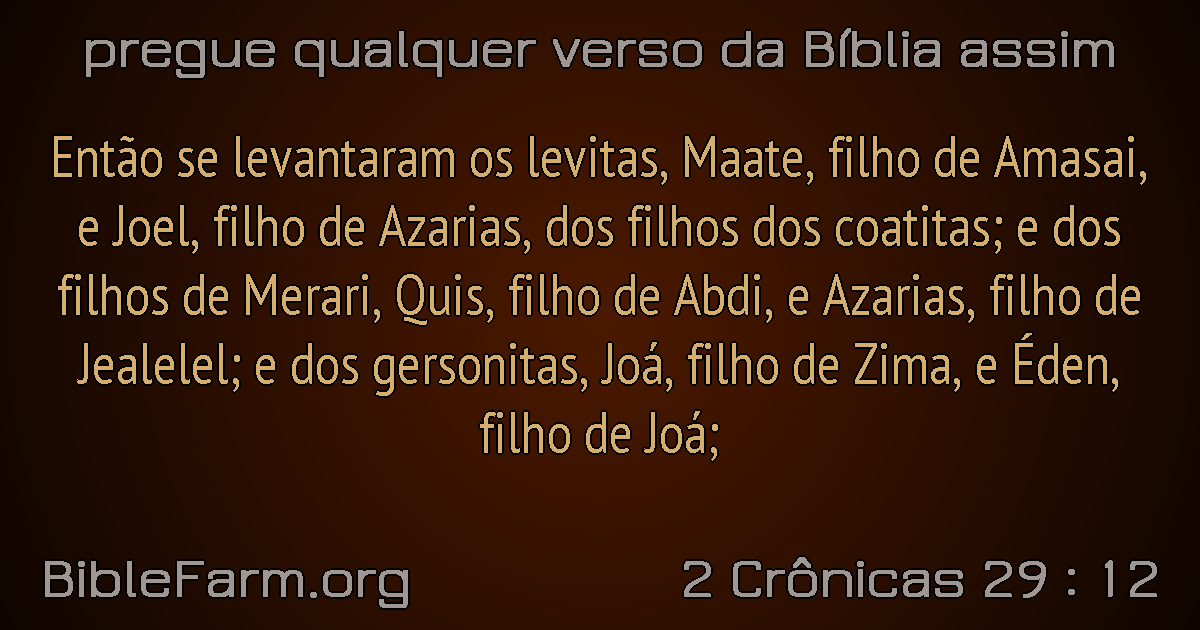 pregue qualquer verso da Bíblia assim
Então se levantaram os levitas, Maate, filho de Amasai,
e Joel, filho de Azarias, dos filhos dos coatitas; e dos
filhos de Merari, Quis, filho de Abdi, e Azarias, filho de
Jealelel; e dos gersonitas, Joá, filho de Zima, e Éden,
filho de Joá;
BibleFarm.org
2 Crônicas 29 : 12